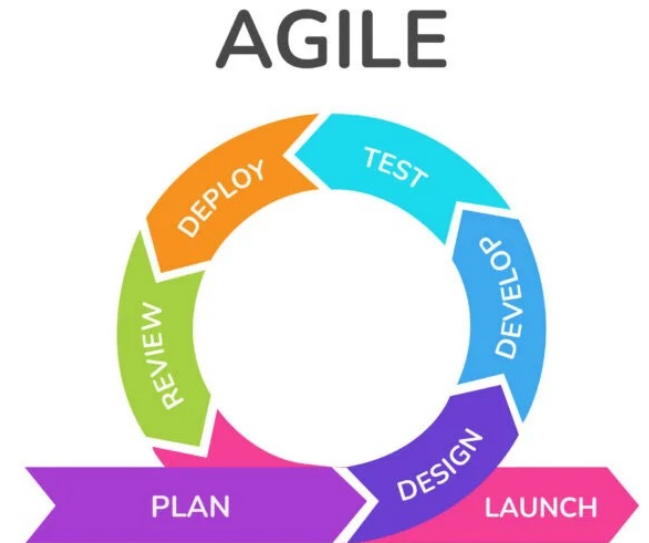 AGILE
PLAN
DESIGN
DEVELOP
TEST
DEPLOY
REVIEW
LAUNCH